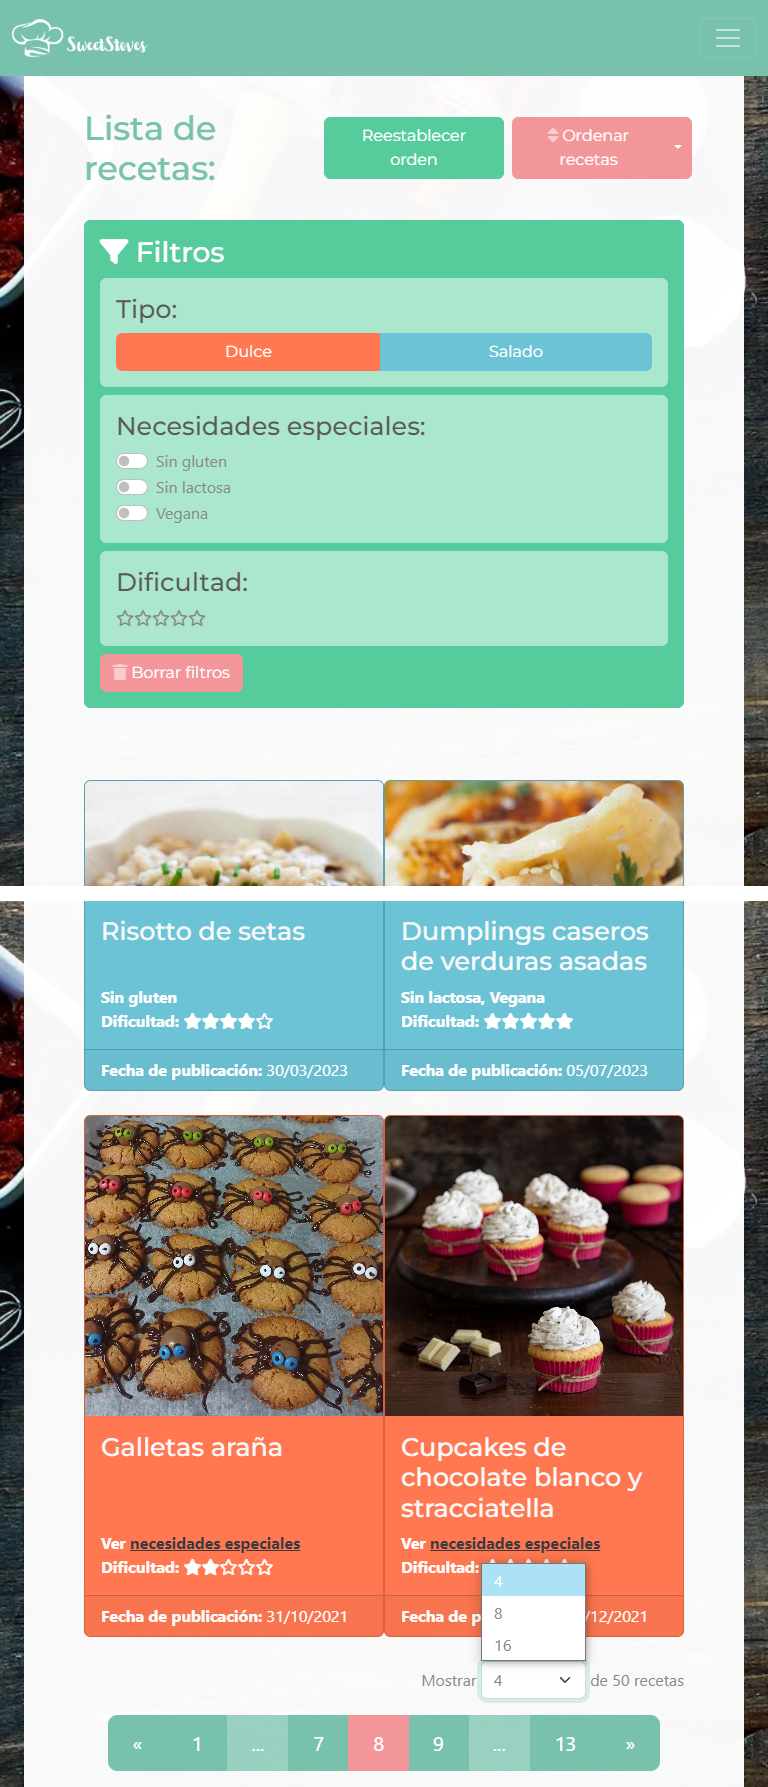 SweetStoves
Lista de
recetas:
Reestablecer
orden
Ordenar
recetas
Filtros
Tipo:
Dulce
Salado
Necesidades especiales:
Sin gluten
Sin lactosa
Vegana
Dificultad:
Borrar filtros
Risotto de setas
Sin gluten
Dificultad:
Fecha de publicación: 30/03/2023
Dumplings caseros
de verduras asadas
Sin lactosa, Vegana
Dificultad:
Fecha de publicación: 05/07/2023
Galletas araña
Ver necesidades especiales
Dificultad:
Fecha de publicación: 31/10/2021
Cupcakes de
chocolate blanco y
stracciatella
Ver necesidades especiales
Dificultad:
Fecha de p /12/2021
4
8
16
Mostrar 4 de 50 recetas
« 1 ... 7 8 9 ... 13 »